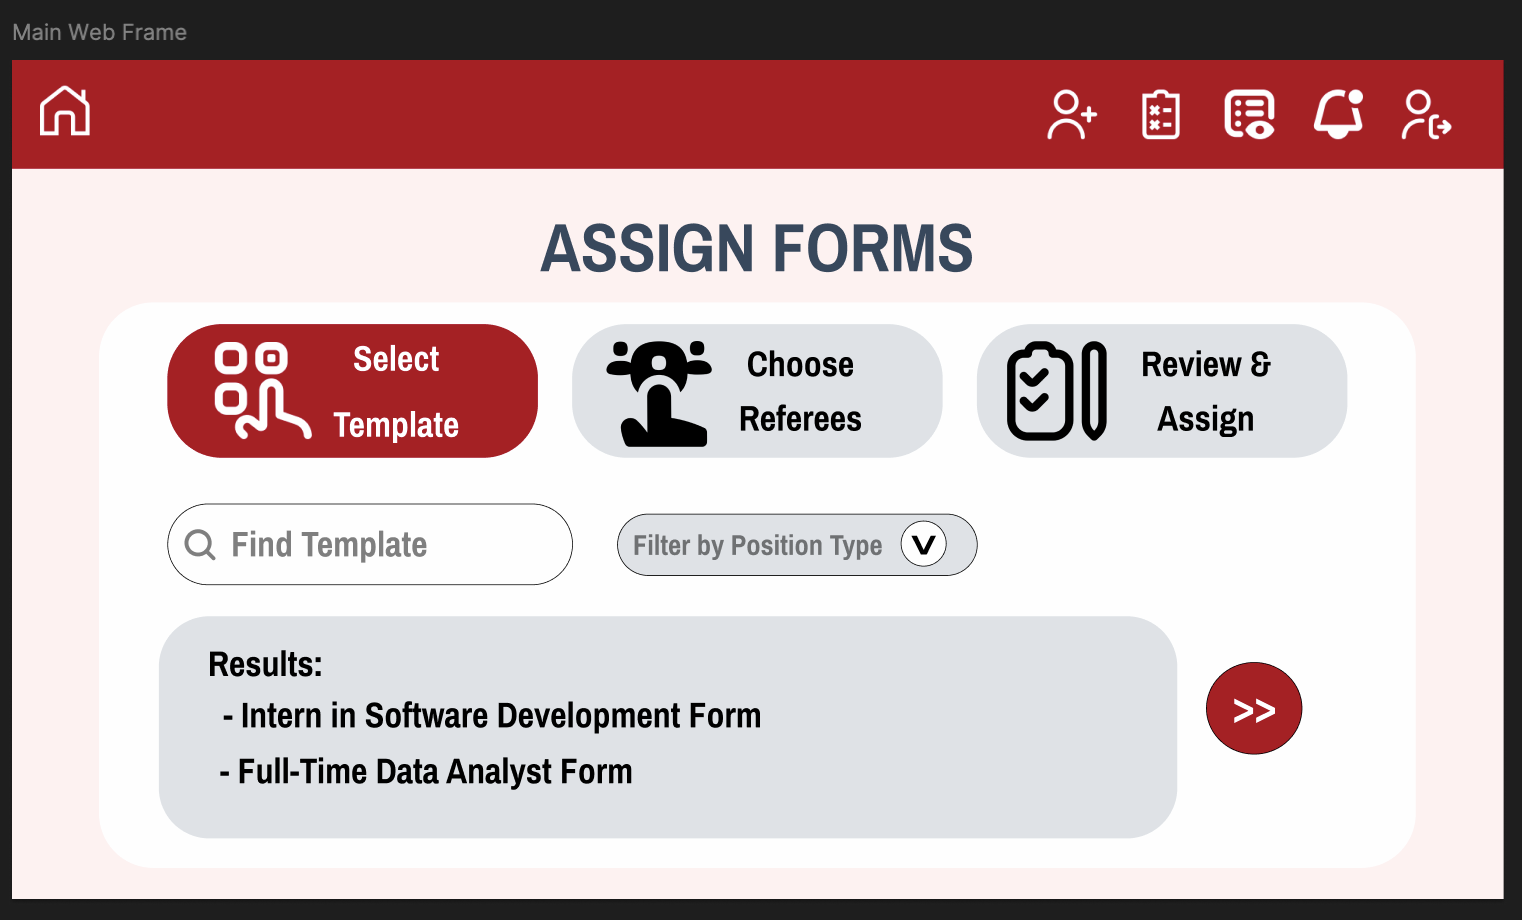 Main Web Frame
ASSIGN FORMS
Select
Template
Choose
Referees
Review &
Assign
Find Template
Filter by Position Type V
Results:
- Intern in Software Development Form
- Full-Time Data Analyst Form
>>